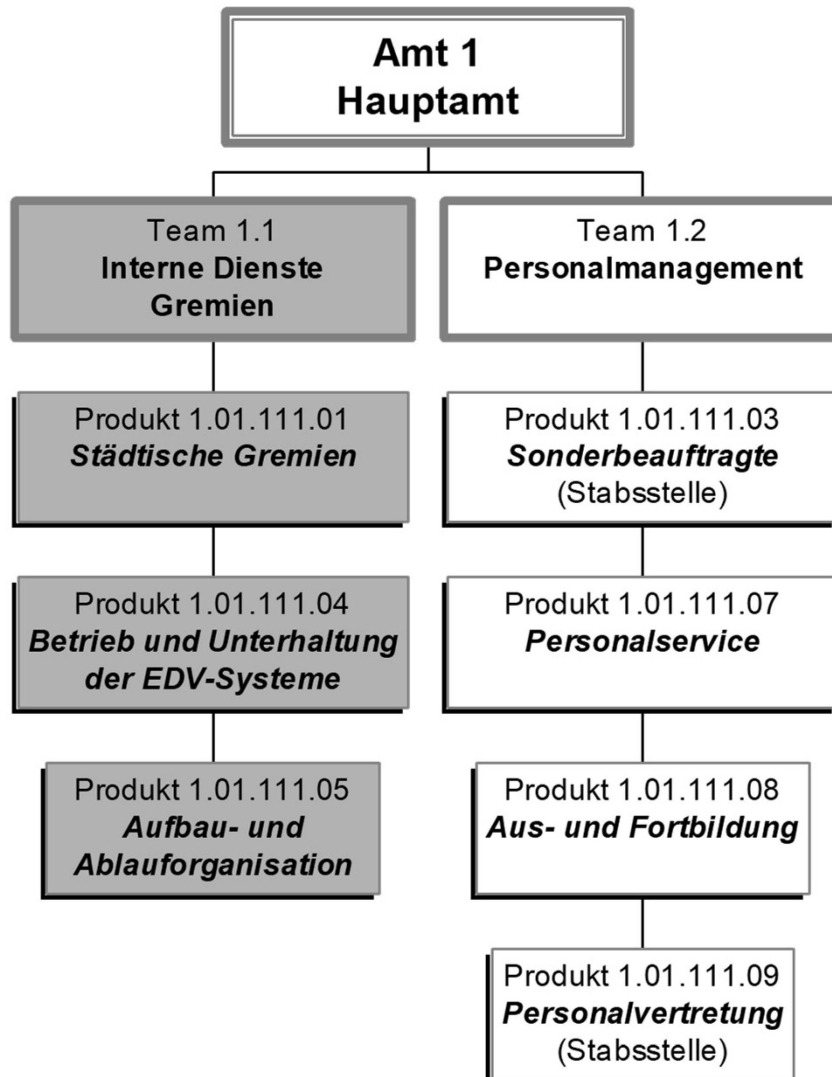 Amt 1
Hauptamt
Team 1.1
Interne Dienste
Gremien
Team 1.2
Personalmanagement
Produkt 1.01.111.01
Städtische Gremien
Produkt 1.01.111.03
Sonderbeauftragte
(Stabsstelle)
Produkt 1.01.111.04
Betrieb und Unterhaltung
der EDV-Systeme
Produkt 1.01.111.07
Personalservice
Produkt 1.01.111.05
Aufbau- und
Ablauforganisation
Produkt 1.01.111.08
Aus- und Fortbildung
Produkt 1.01.111.09
Personalvertretung
(Stabsstelle)